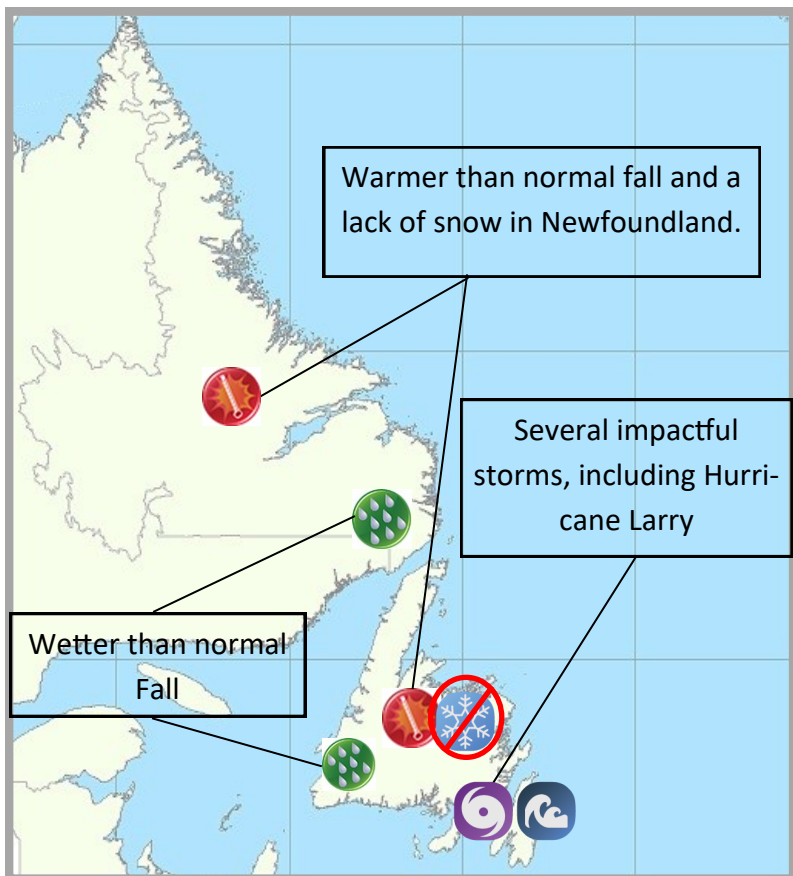 Warmer than normal fall and a
lack of snow in Newfoundland.
Several impactful
storms, including Hurri-
cane Larry
Wetter than normal
Fall